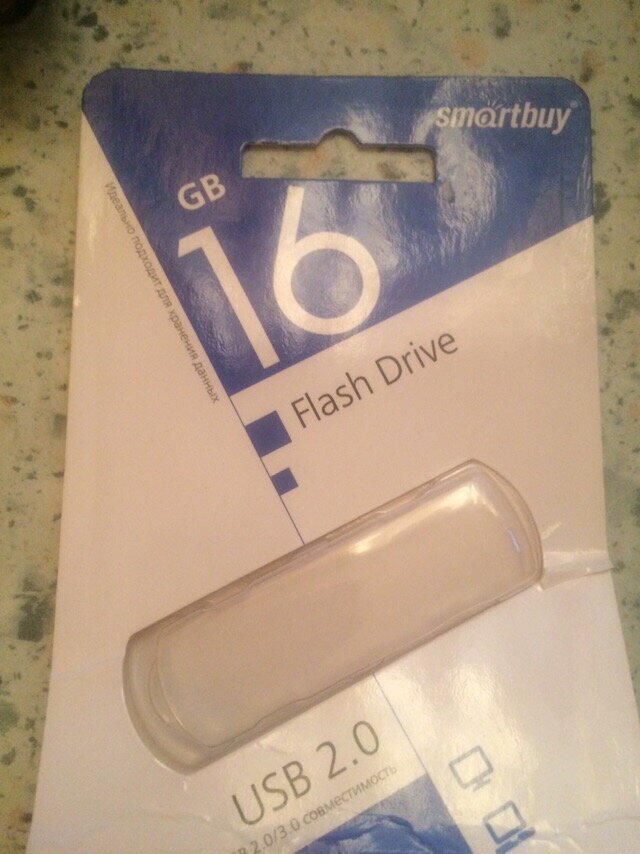 smartbuy
GB
16
Идеально подходит для хранения данных
Flash Drive
USB 2.0
2.0/3.0 совместимость